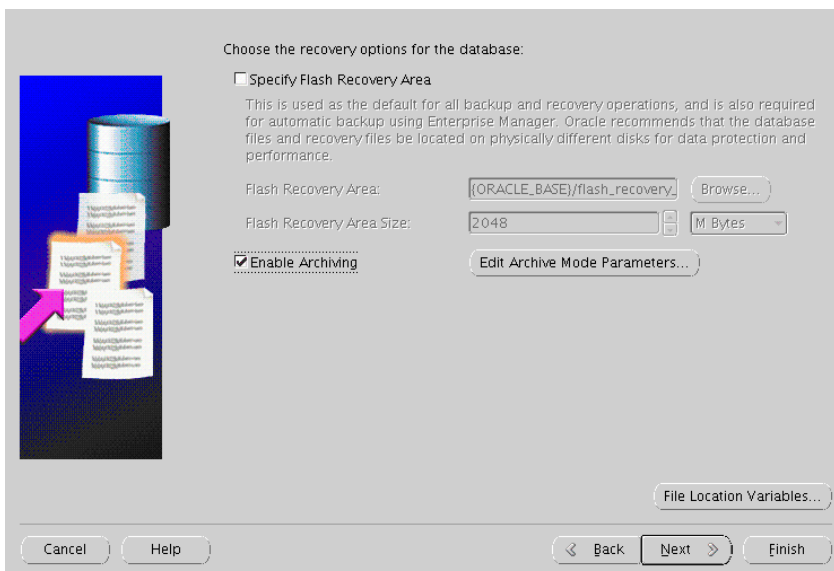 Choose the recovery options for the database:
Specify Flash Recovery Area
This is used as the default for all backup and recovery operations, and is also required
for automatic backup using Enterprise Manager. Oracle recommends that the database
files and recovery files be located on physically different disks for data protection and
performance.
Flash Recovery Area: {ORACLE_BASE}/flash_recovery_ Browse...
Flash Recovery Area Size: 2048 M Bytes
Enable Archiving Edit Archive Mode Parameters...
File Location Variables...
Cancel Help Back Next Finish